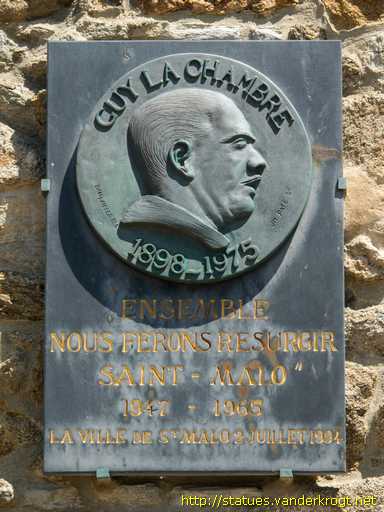 GUY LA CHAMBRE
1898-1975
"ENSEMBLE
NOUS FERONS RESURGIR
SAINT-MALO"
1947 - 1965
LA VILLE DE ST MALO 9 JUILLET 1994
http://statues.vanderkrogt.net